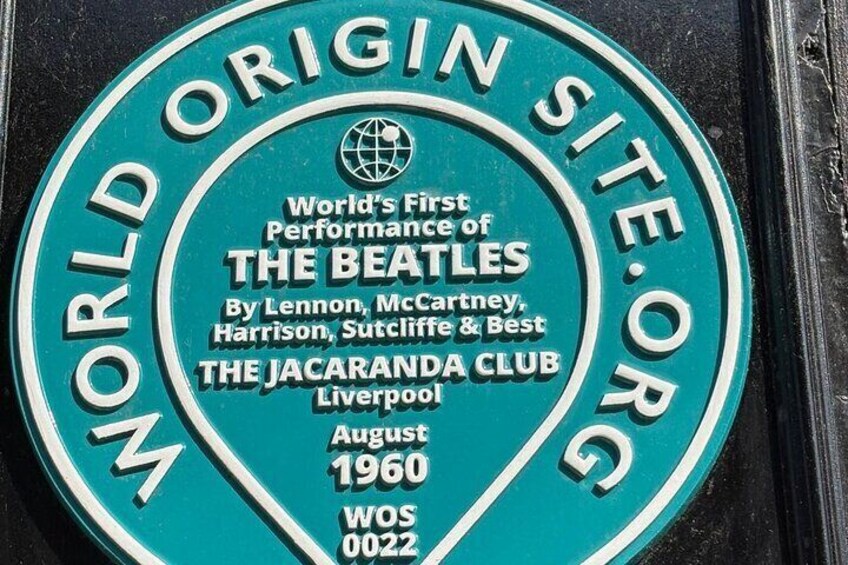 WORLD ORIGIN SITE.ORG
World's First
Performance of
THE BEATLES
By Lennon, McCartney,
Harrison, Sutcliffe & Best
THE JACARANDA CLUB
Liverpool
August
1960
WOS
0022